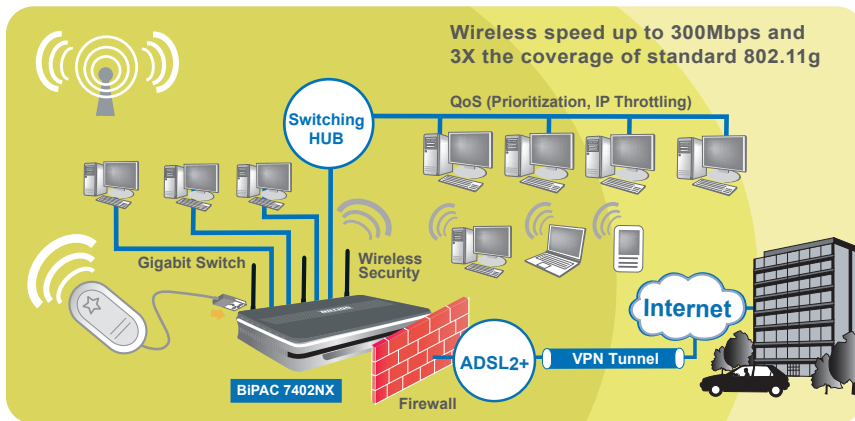 Wireless speed up to 300Mbps and
3X the coverage of standard 802.11g
QoS (Prioritization, IP Throttling)
Switching
HUB
Gigabit Switch
Wireless
Security
BILLION
Internet
ADSL2+
VPN Tunnel
BiPAC 7402NX
Firewall